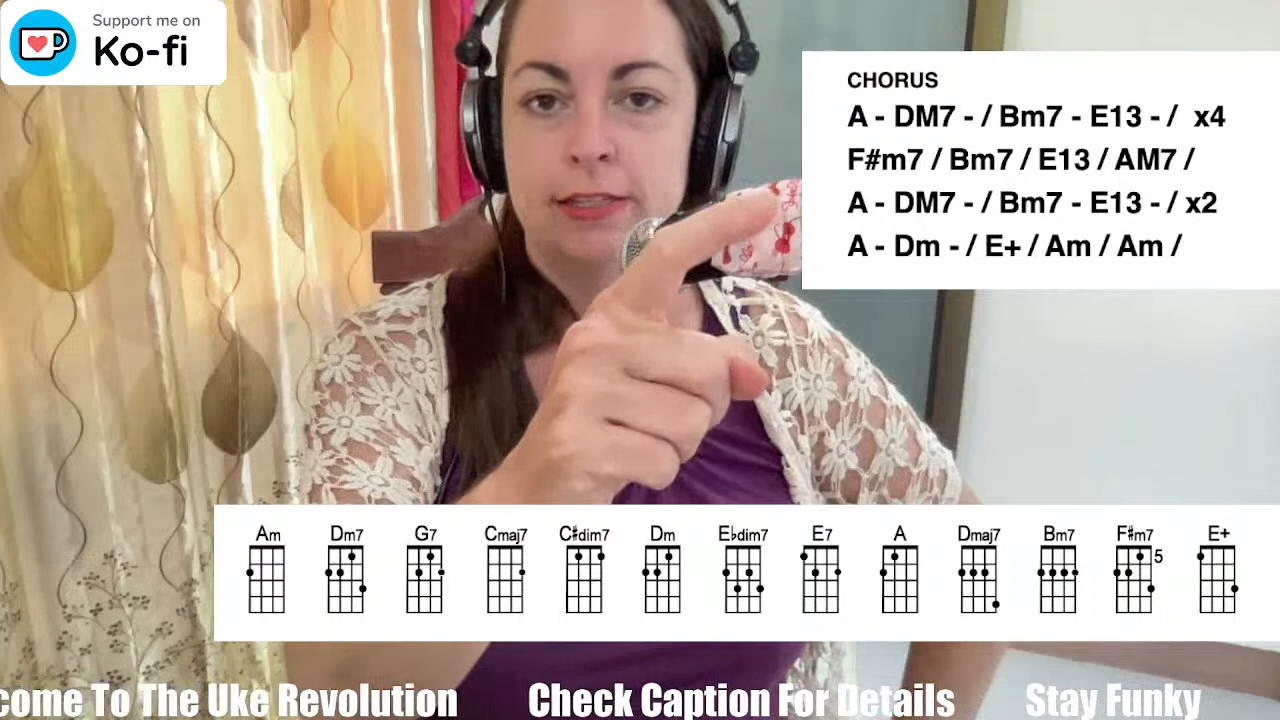 Support me on
Ko-fi
CHORUS
A - DM7 - / Bm7 - E13 - / x4
F#m7 / Bm7 / E13 / AM7 /
A - DM7 - / Bm7 - E13 - / x2
A - Dm - / E+ / Am / Am /
Am Dm7 G7 Cmaj7 C#dim7 Dm E♭dim7 E7 A Dmaj7 Bm7 F#m7 E+
5
come To The Uke Revolution Check Caption For Details Stay Funky